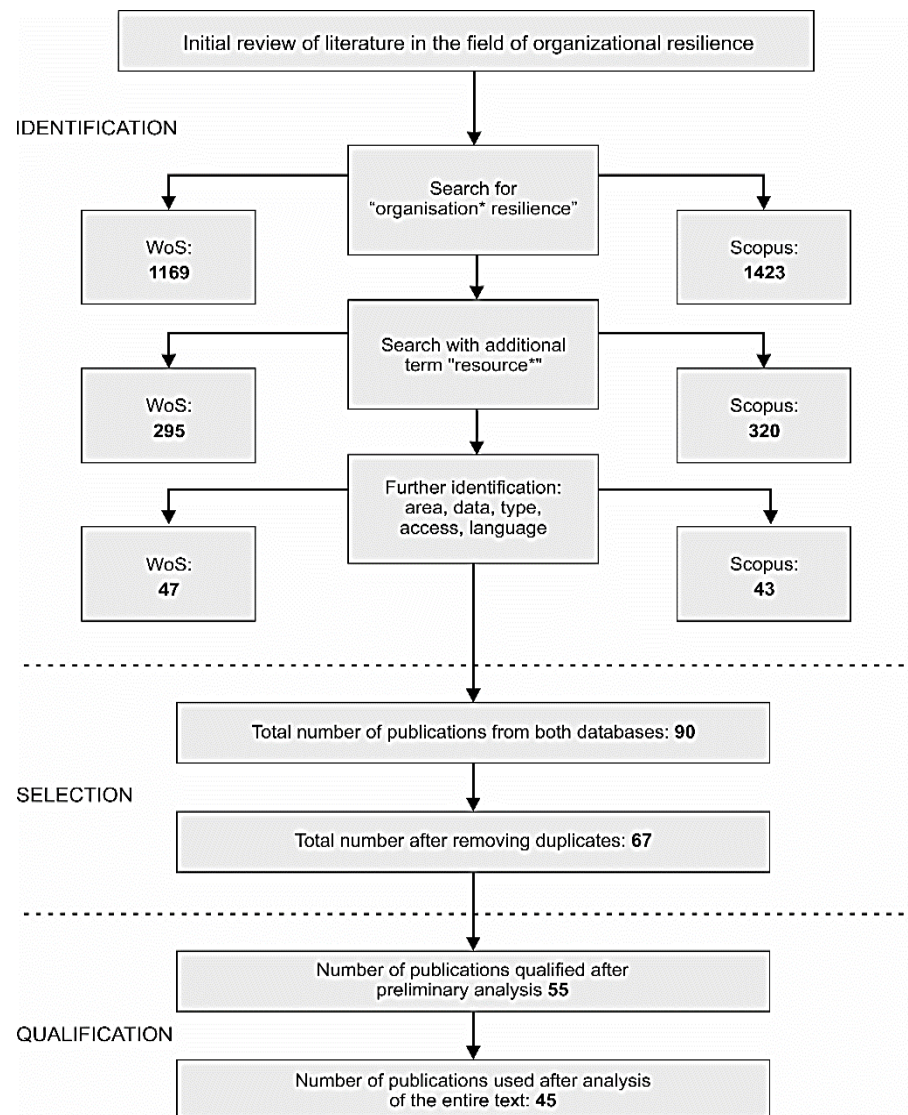 Initial review of literature in the field of organizational resilience
IDENTIFICATION
Search for
“organisation* resilience”
WoS:
1169
Scopus:
1423
Search with additional
term "resource*"
WoS:
295
Scopus:
320
Further identification:
area, data, type,
access, language
WoS:
47
Scopus:
43
Total number of publications from both databases: 90
SELECTION
Total number after removing duplicates: 67
Number of publications qualified after
preliminary analysis 55
QUALIFICATION
Number of publications used after analysis
of the entire text: 45